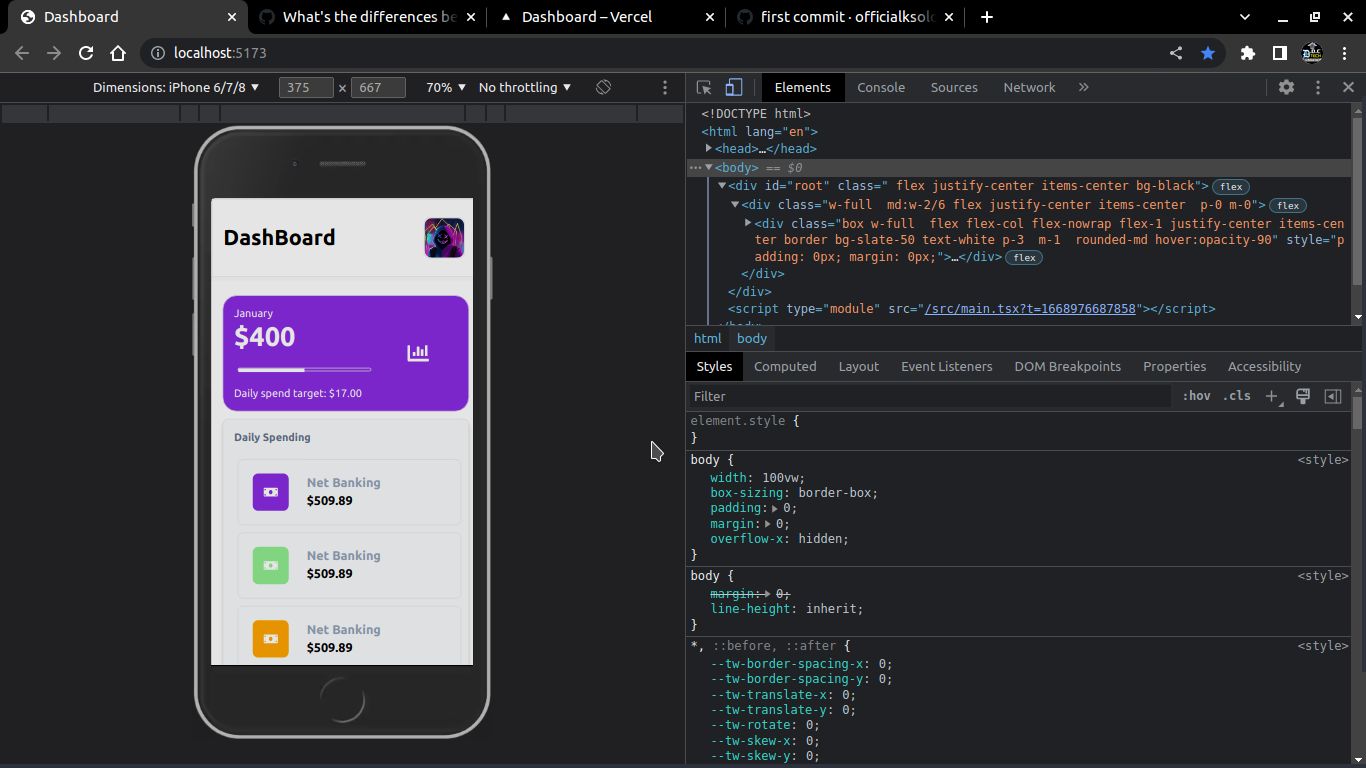 Dashboard
What's the differences be
Dashboard – Vercel
first commit · officialksolo
localhost:5173
Dimensions: iPhone 6/7/8 ▼ 375 × 667 70% ▼ No throttling ▼
DashBoard
January
$400
Daily spend target: $17.00
Daily Spending
Net Banking
$509.89
Net Banking
$509.89
Net Banking
$509.89
Elements Console Sources Network »
<!DOCTYPE html>
<html lang="en">
<head>…</head>
<body> == $0
<div id="root" class=" flex justify-center items-center bg-black"> flex
<div class="w-full  md:w-2/6 flex justify-center items-center  p-0 m-0"> flex
<div class="box w-full  flex flex-col flex-nowrap flex-1 justify-center items-cen
ter border bg-slate-50 text-white p-3  m-1  rounded-md hover:opacity-90" style="p
adding: 0px; margin: 0px;">…</div> flex
</div>
</div>
<script type="module" src="/src/main.tsx?t=1668976687858"></script>
</body>
html body
Styles Computed Layout Event Listeners DOM Breakpoints Properties Accessibility
Filter :hov .cls
element.style {
}
body { <style>
width: 100vw;
box-sizing: border-box;
padding: 0;
margin: 0;
overflow-x: hidden;
}
body { <style>
margin: 0;
line-height: inherit;
}
*, ::before, ::after { <style>
--tw-border-spacing-x: 0;
--tw-border-spacing-y: 0;
--tw-translate-x: 0;
--tw-translate-y: 0;
--tw-rotate: 0;
--tw-skew-x: 0;
--tw-skew-y: 0;